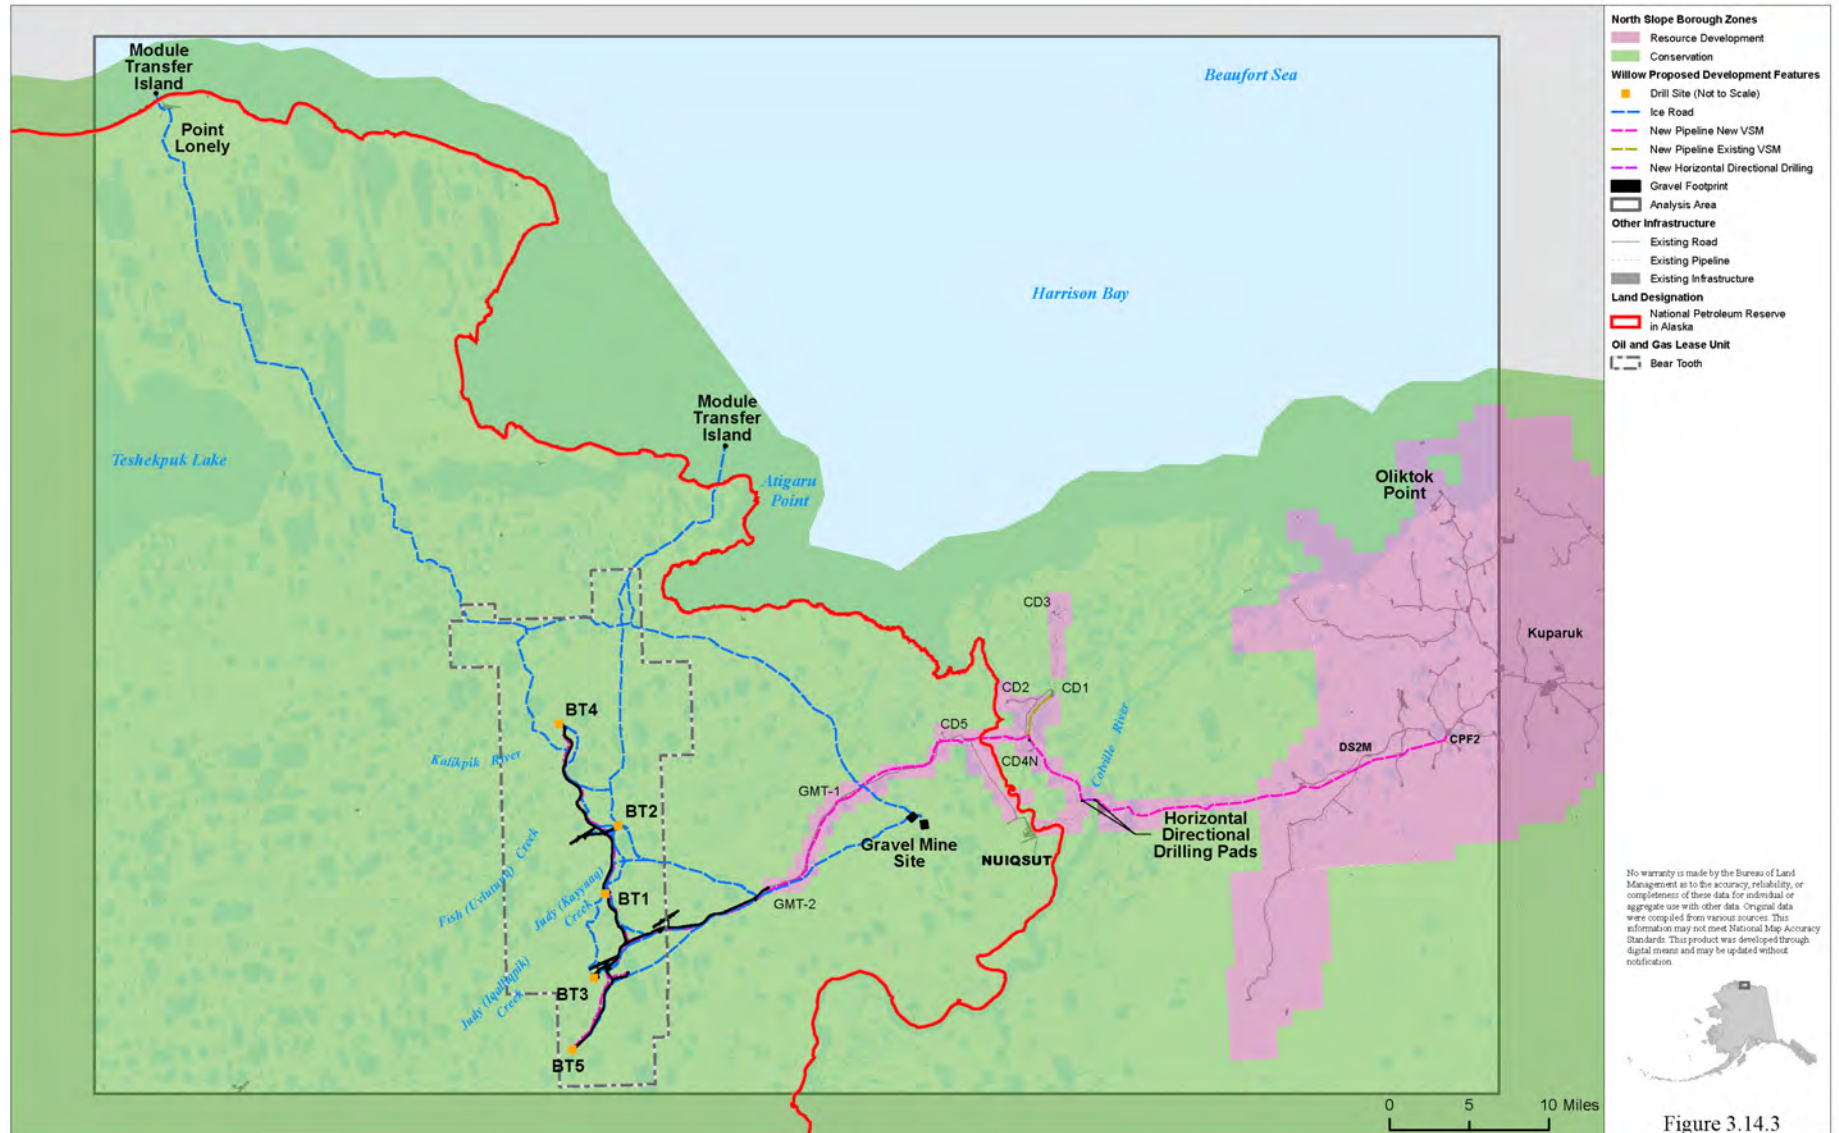 Module
Transfer
Island
Point
Lonely
Beaufort Sea
Harrison Bay
Teshekpuk Lake
Module
Transfer
Island
Atigaru
Point
Oliktok
Point
Kuparuk
CD3
CD2
CD1
CD5
CD4N
Colville River
DS2M
CPF2
BT4
Kalikpik River
BT2
GMT-1
Horizontal
Directional
Drilling Pads
Gravel Mine
Site
NUIQSUT
Fish (Uvlutuuq) Creek
Judy (Kayyaaq)
Creek
BT1
GMT-2
Judy (Iqalliqpik)
Creek
BT3
BT5
0 5 10 Miles
North Slope Borough Zones
Resource Development
Conservation
Willow Proposed Development Features
Drill Site (Not to Scale)
Ice Road
New Pipeline New VSM
New Pipeline Existing VSM
New Horizontal Directional Drilling
Gravel Footprint
Analysis Area
Other Infrastructure
Existing Road
Existing Pipeline
Existing Infrastructure
Land Designation
National Petroleum Reserve
in Alaska
Oil and Gas Lease Unit
Bear Tooth
No warranty is made by the Bureau of Land
Management as to the accuracy, reliability, or
completeness of these data for individual or
aggregate use with other data. Original data
were compiled from various sources. This
information may not meet National Map Accuracy
Standards. This product was developed through
digital means and may be updated without
notification.
Figure 3.14.3